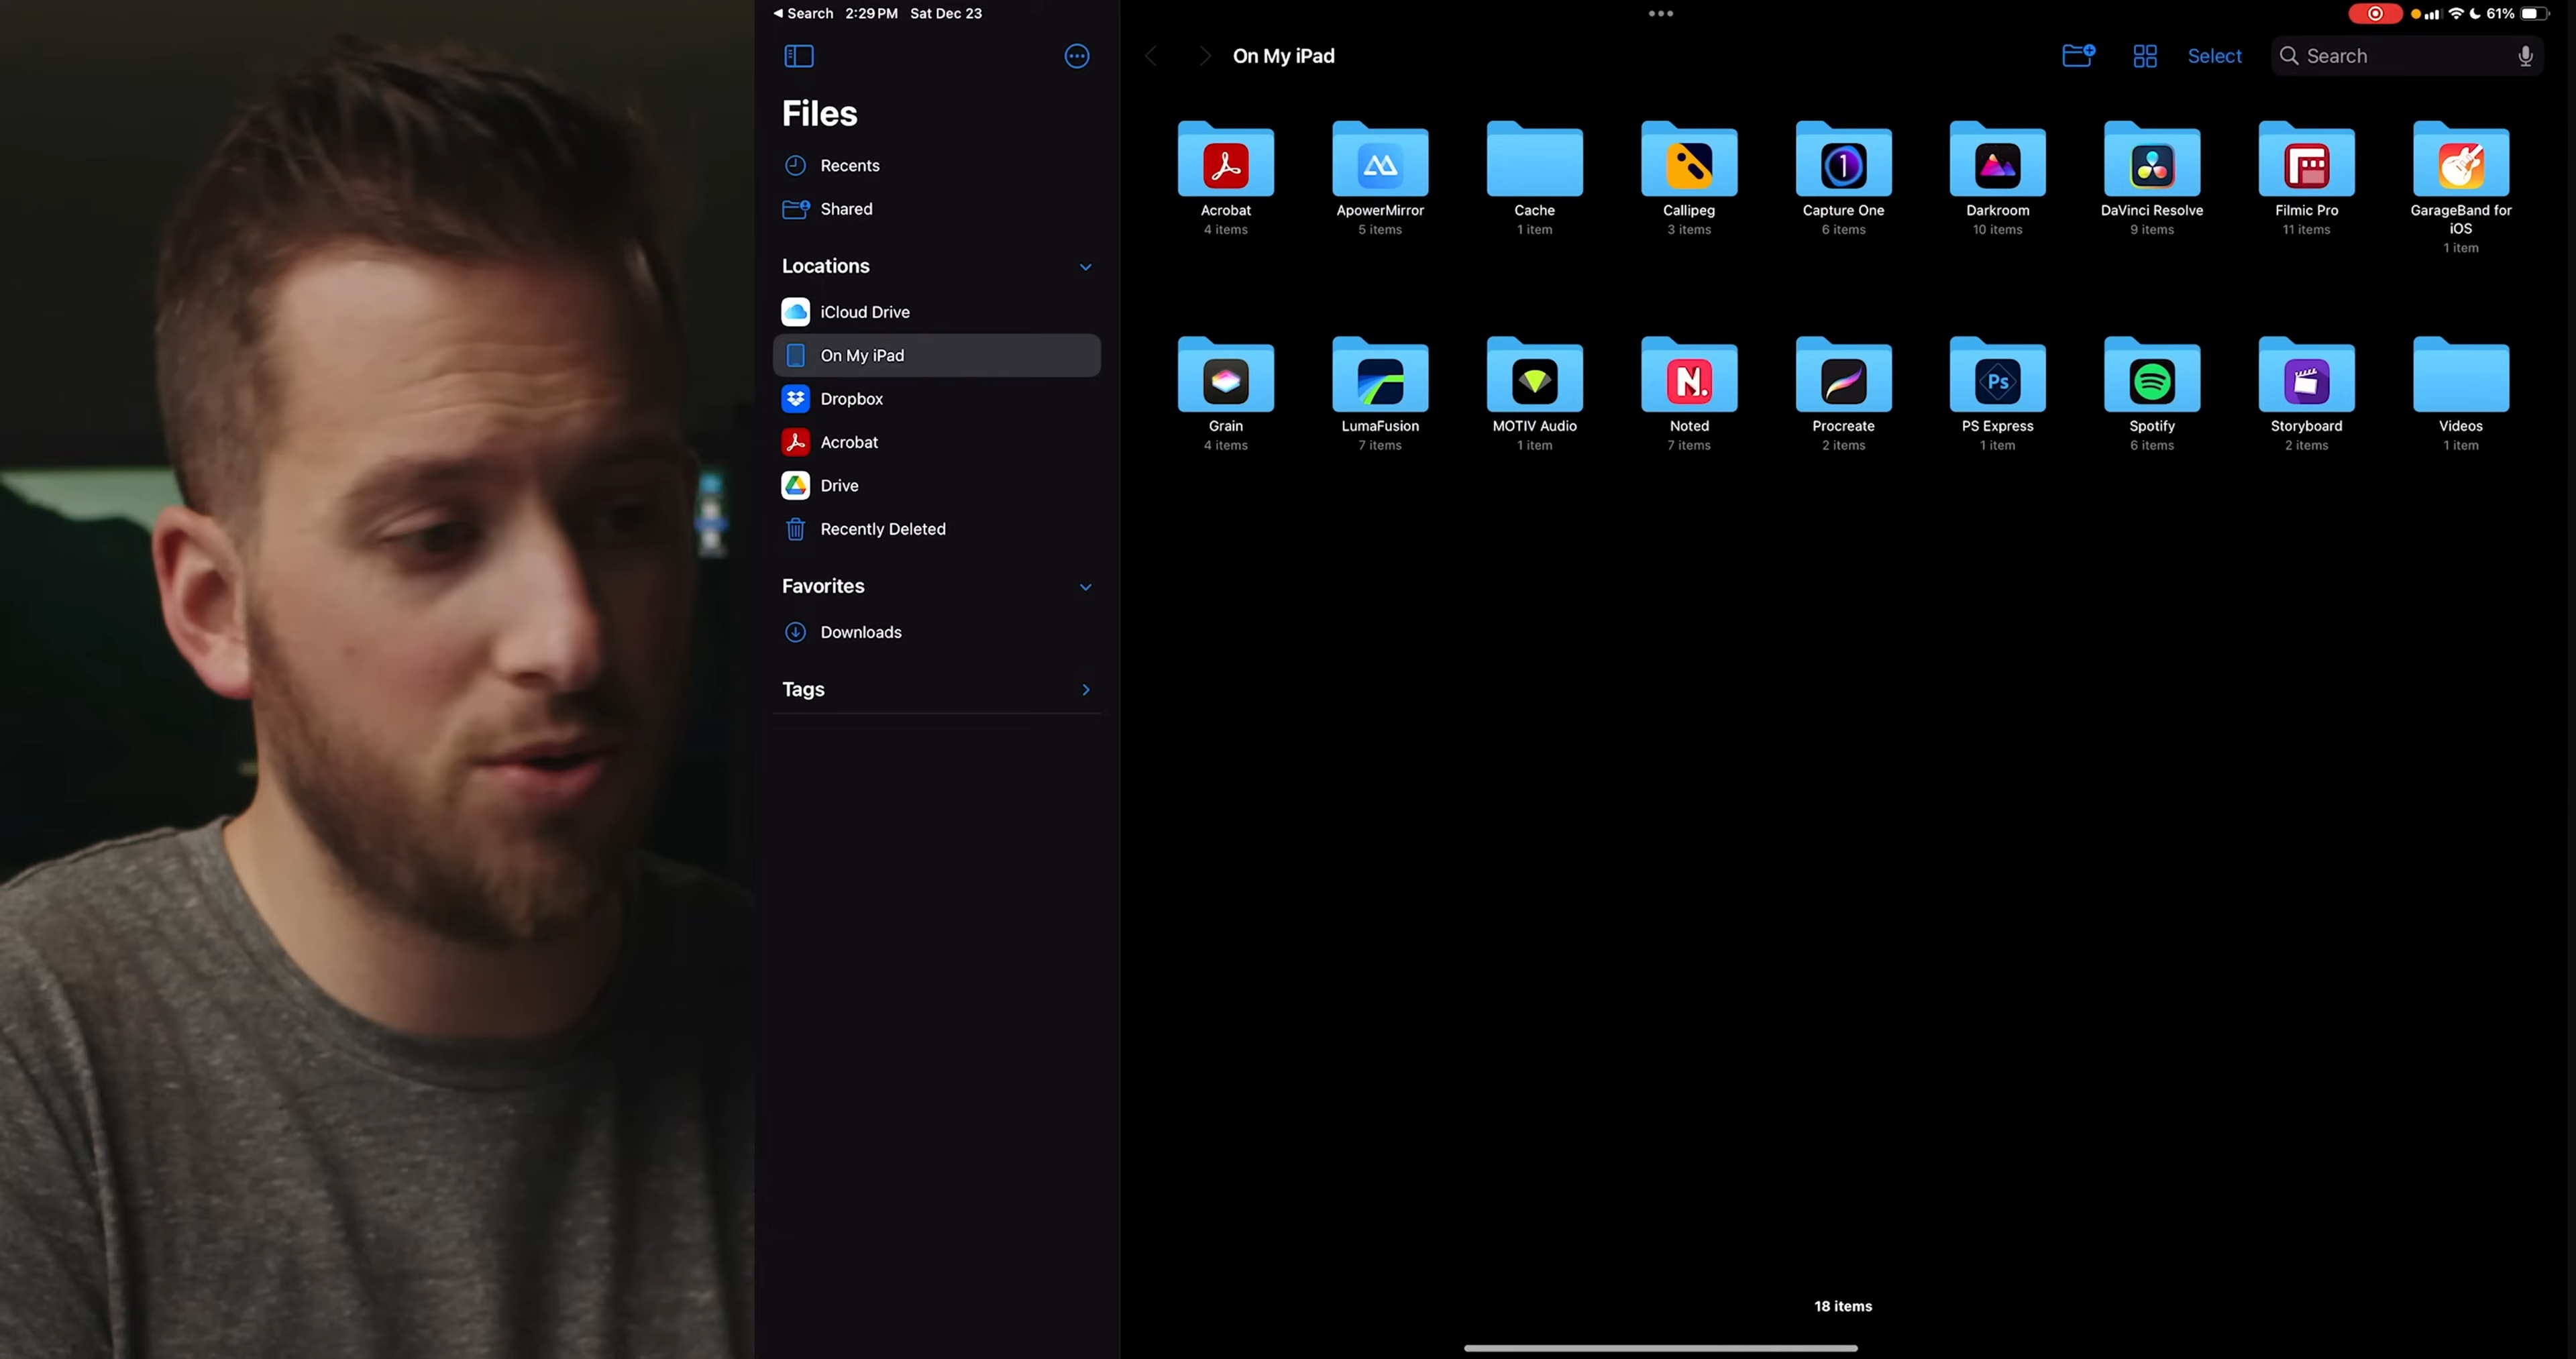 Search 2:29 PM Sat Dec 23
61%
Files
Recents
Shared
Locations
iCloud Drive
On My iPad
Dropbox
Acrobat
Drive
Recently Deleted
Favorites
Downloads
Tags
On My iPad
Select
Search
Acrobat
4 items
ApowerMirror
5 items
Cache
1 item
Callipeg
3 items
1
Capture One
6 items
Darkroom
10 items
DaVinci Resolve
9 items
Filmic Pro
11 items
GarageBand for
iOS
1 item
Grain
4 items
LumaFusion
7 items
MOTIV Audio
1 item
N.
Noted
7 items
Procreate
2 items
Ps
PS Express
1 item
Spotify
6 items
Storyboard
2 items
Videos
1 item
18 items